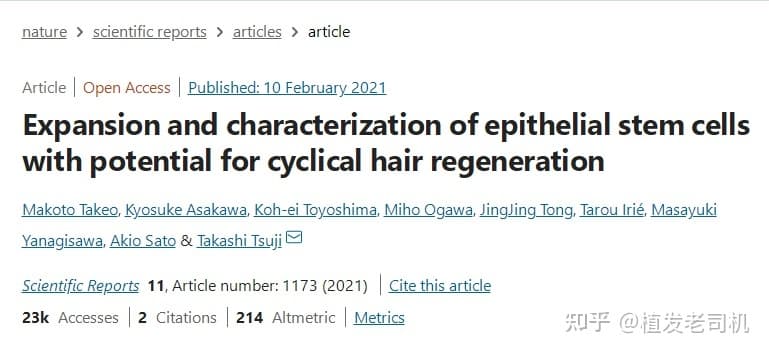 nature > scientific reports > articles > article
Article | Open Access | Published: 10 February 2021
Expansion and characterization of epithelial stem cells
with potential for cyclical hair regeneration
Makoto Takeo, Kyosuke Asakawa, Koh-ei Toyoshima, Miho Ogawa, JingJing Tong, Tarou Irié, Masayuki
Yanagisawa, Akio Sato & Takashi Tsuji
Scientific Reports 11, Article number: 1173 (2021) | Cite this article
23k Accesses | 2 Citations | 214 Altmetric | Metrics
知乎 @植发老司机